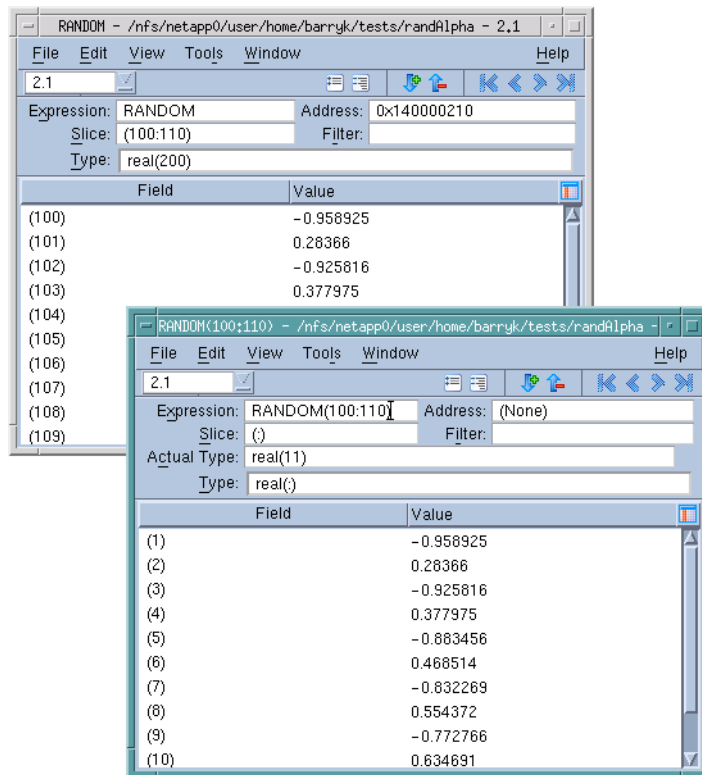 RANDOM - /nfs/netapp0/user/home/barryk/tests/randAlpha - 2.1
File Edit View Tools Window Help
2.1
Expression: RANDOM Address: 0x140000210
Slice: (100:110) Filter:
Type: real(200)
Field Value
(100) -0.958925
(101) 0.28366
(102) -0.925816
(103) 0.377975
(104)
(105)
(106)
(107)
(108)
(109)
RANDOM(100:110) - /nfs/netapp0/user/home/barryk/tests/randAlpha -
File Edit View Tools Window Help
2.1
Expression: RANDOM(100:110) Address: (None)
Slice: (:) Filter:
Actual Type: real(11)
Type: real(:)
Field Value
(1) -0.958925
(2) 0.28366
(3) -0.925816
(4) 0.377975
(5) -0.883456
(6) 0.468514
(7) -0.832269
(8) 0.554372
(9) -0.772766
(10) 0.634691